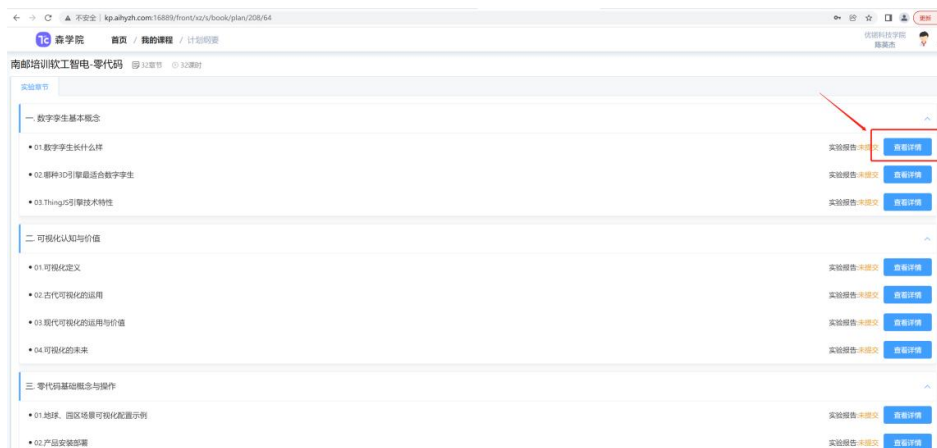 不安全 | kp.aihyzh.com:16889/front/xz/s/book/plan/208/64
更新
Tc 森学院 首页 / 我的课程 / 计划纲要
优锘科技学院
陈英杰
南邮培训软工智电-零代码 32章节 32课时
实验章节
一. 数字孪生基本概念
01.数字孪生长什么样 实验报告:未提交 查看详情
02.哪种3D引擎最适合数字孪生 实验报告:未提交 查看详情
03.ThingJS引擎技术特性 实验报告:未提交 查看详情
二. 可视化认知与价值
01.可视化定义 实验报告:未提交 查看详情
02.古代可视化的运用 实验报告:未提交 查看详情
03.现代可视化的运用与价值 实验报告:未提交 查看详情
04.可视化的未来 实验报告:未提交 查看详情
三. 零代码基础概念与操作
01.地球、园区场景可视化配置示例 实验报告:未提交 查看详情
02.产品安装部署 实验报告:未提交 查看详情